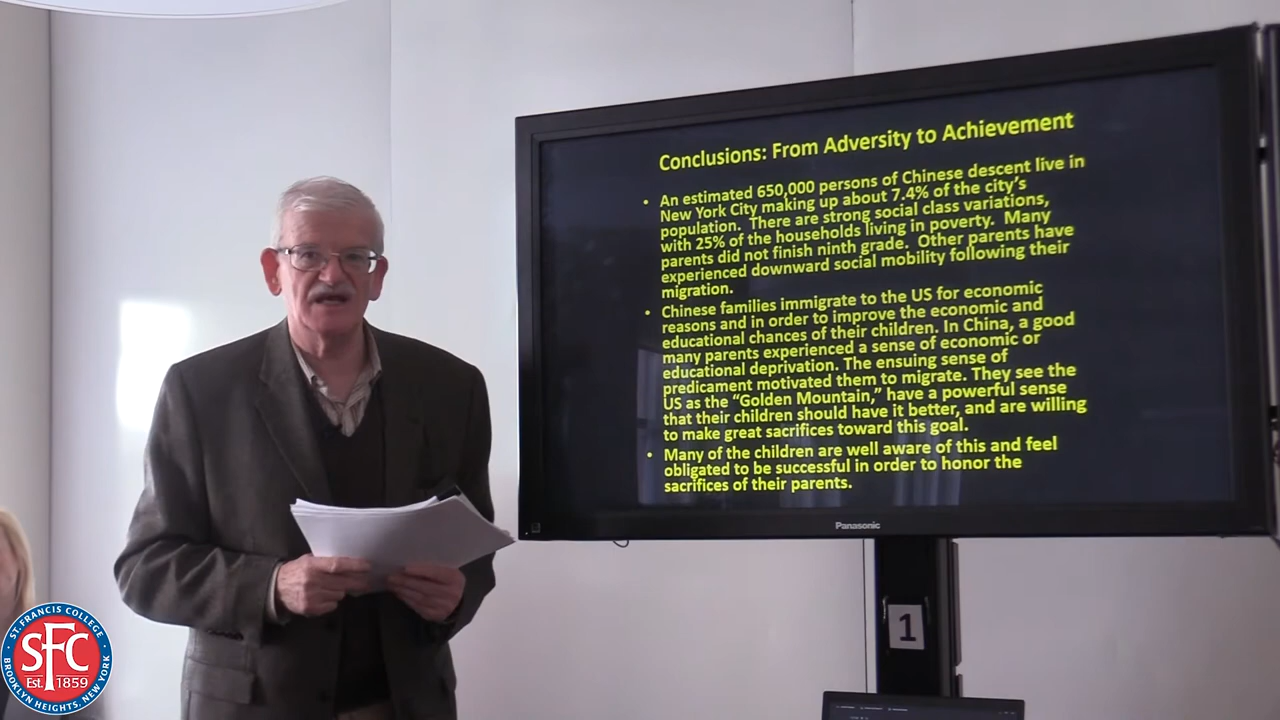 Conclusions: From Adversity to Achievement
• An estimated 650,000 persons of Chinese descent live in
New York City making up about 7.4% of the city's
population. There are strong social class variations,
with 25% of the households living in poverty. Many
parents did not finish ninth grade. Other parents have
experienced downward social mobility following their
migration.
• Chinese families immigrate to the US for economic
reasons and in order to improve the economic and
educational chances of their children. In China, a good
many parents experienced a sense of economic or
educational deprivation. The ensuing sense of
predicament motivated them to migrate. They see the
US as the “Golden Mountain,” have a powerful sense
that their children should have it better, and are willing
to make great sacrifices toward this goal.
• Many of the children are well aware of this and feel
obligated to be successful in order to honor the
sacrifices of their parents.
Panasonic
1
ST. FRANCIS COLLEGE
SFC
Est. 1859
BROOKLYN HEIGHTS, NEW YORK